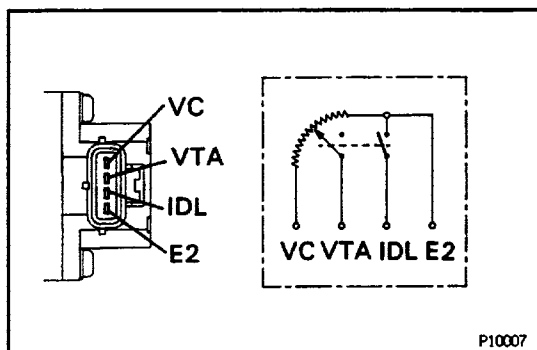 VC
VTA
IDL
E2
VC VTA IDL E2
P10007